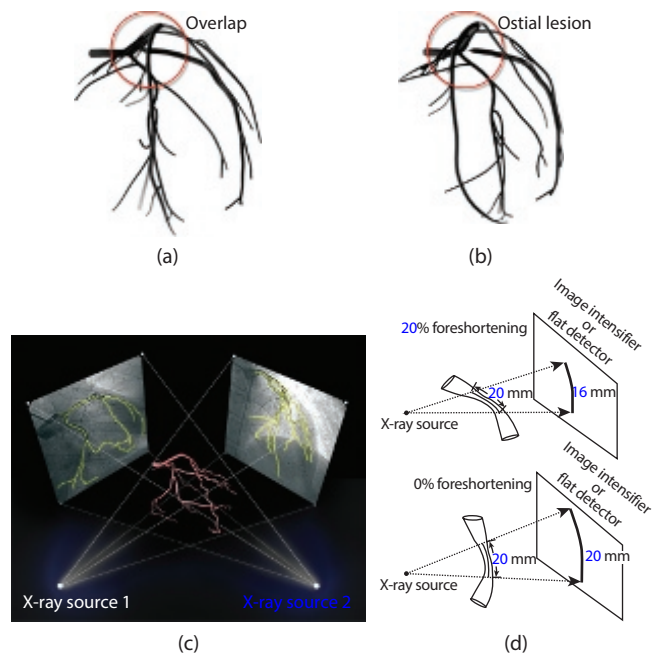 Overlap
Ostial lesion
(a)
(b)
X-ray source 1
X-ray source 2
(c)
20% foreshortening
Image intensifier
or
flat detector
20 mm
16 mm
X-ray source
0% foreshortening
Image intensifier
or
flat detector
20 mm
20 mm
X-ray source
(d)